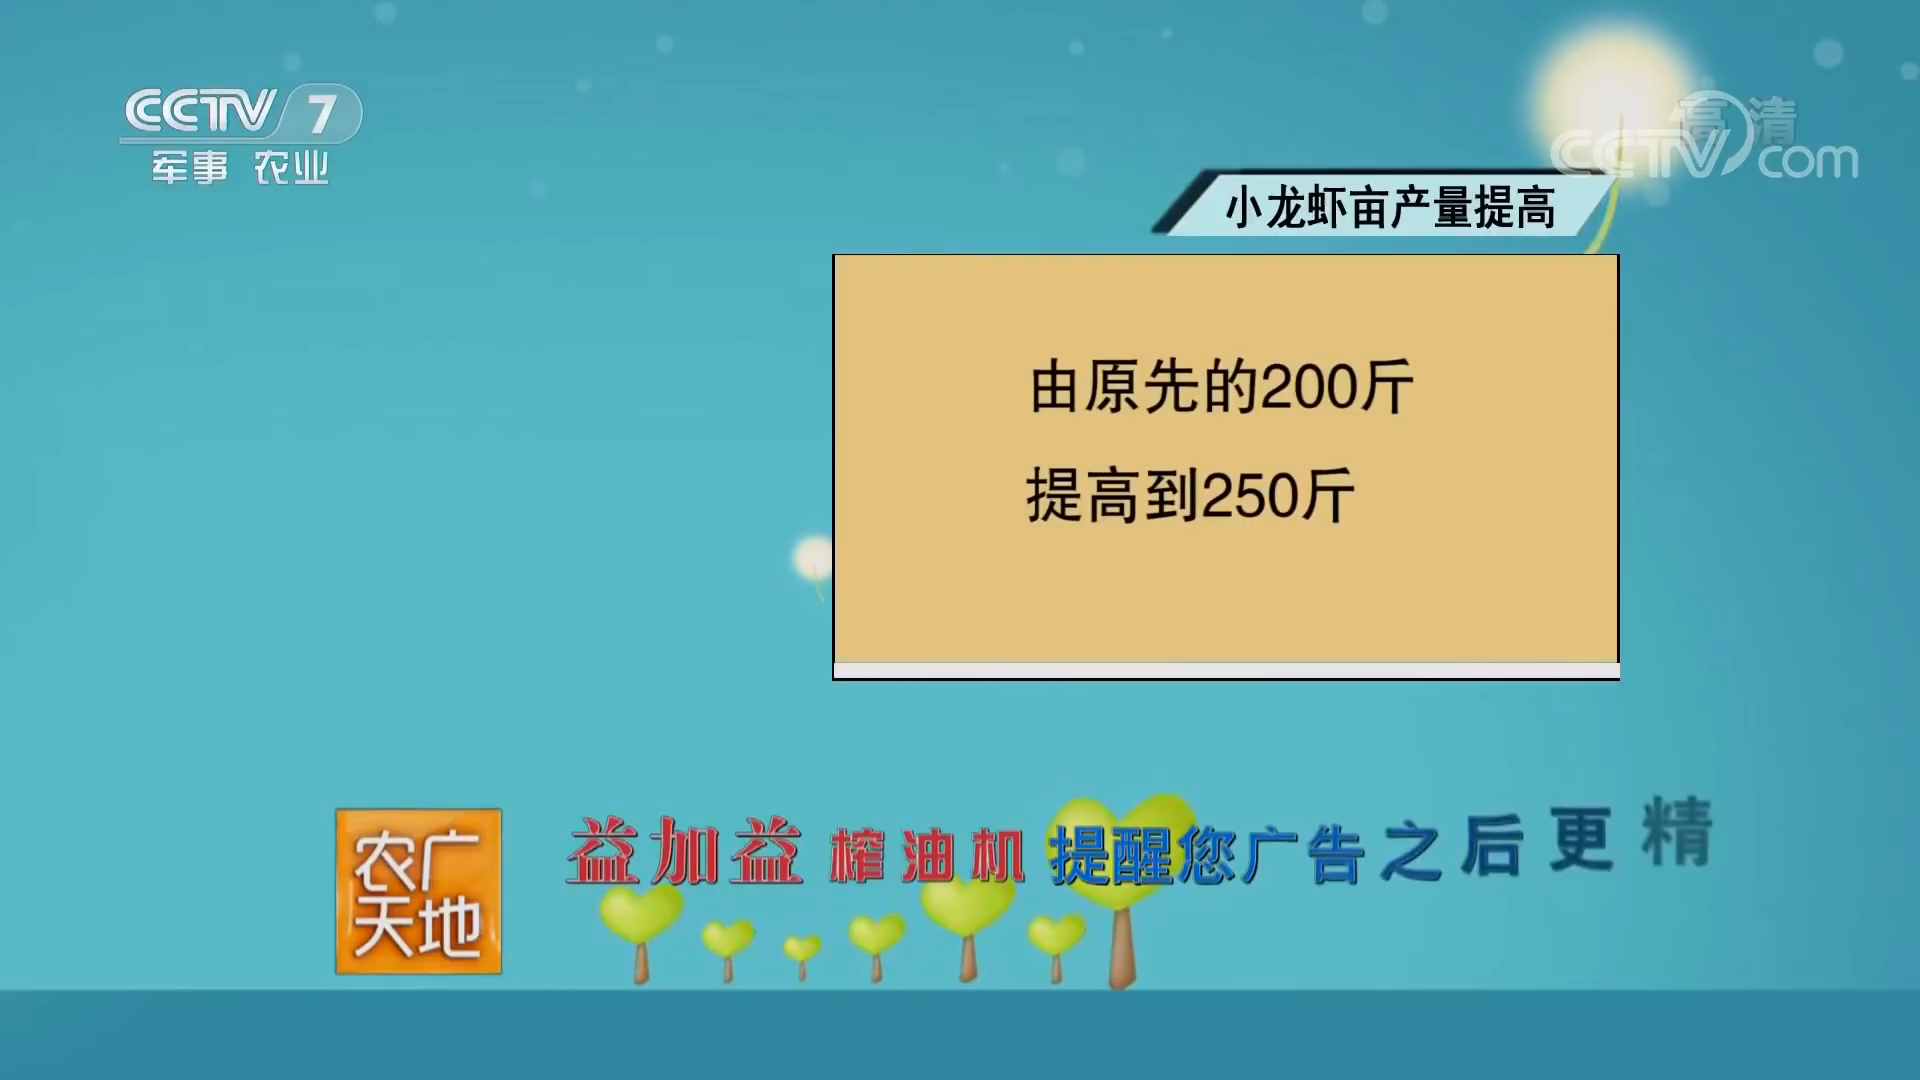 CCTV 7
军事 农业
高清
CCTV.com
小龙虾亩产量提高
由原先的200斤
提高到250斤
农广
天地
益加益 榨油机 提醒您广告之后更精